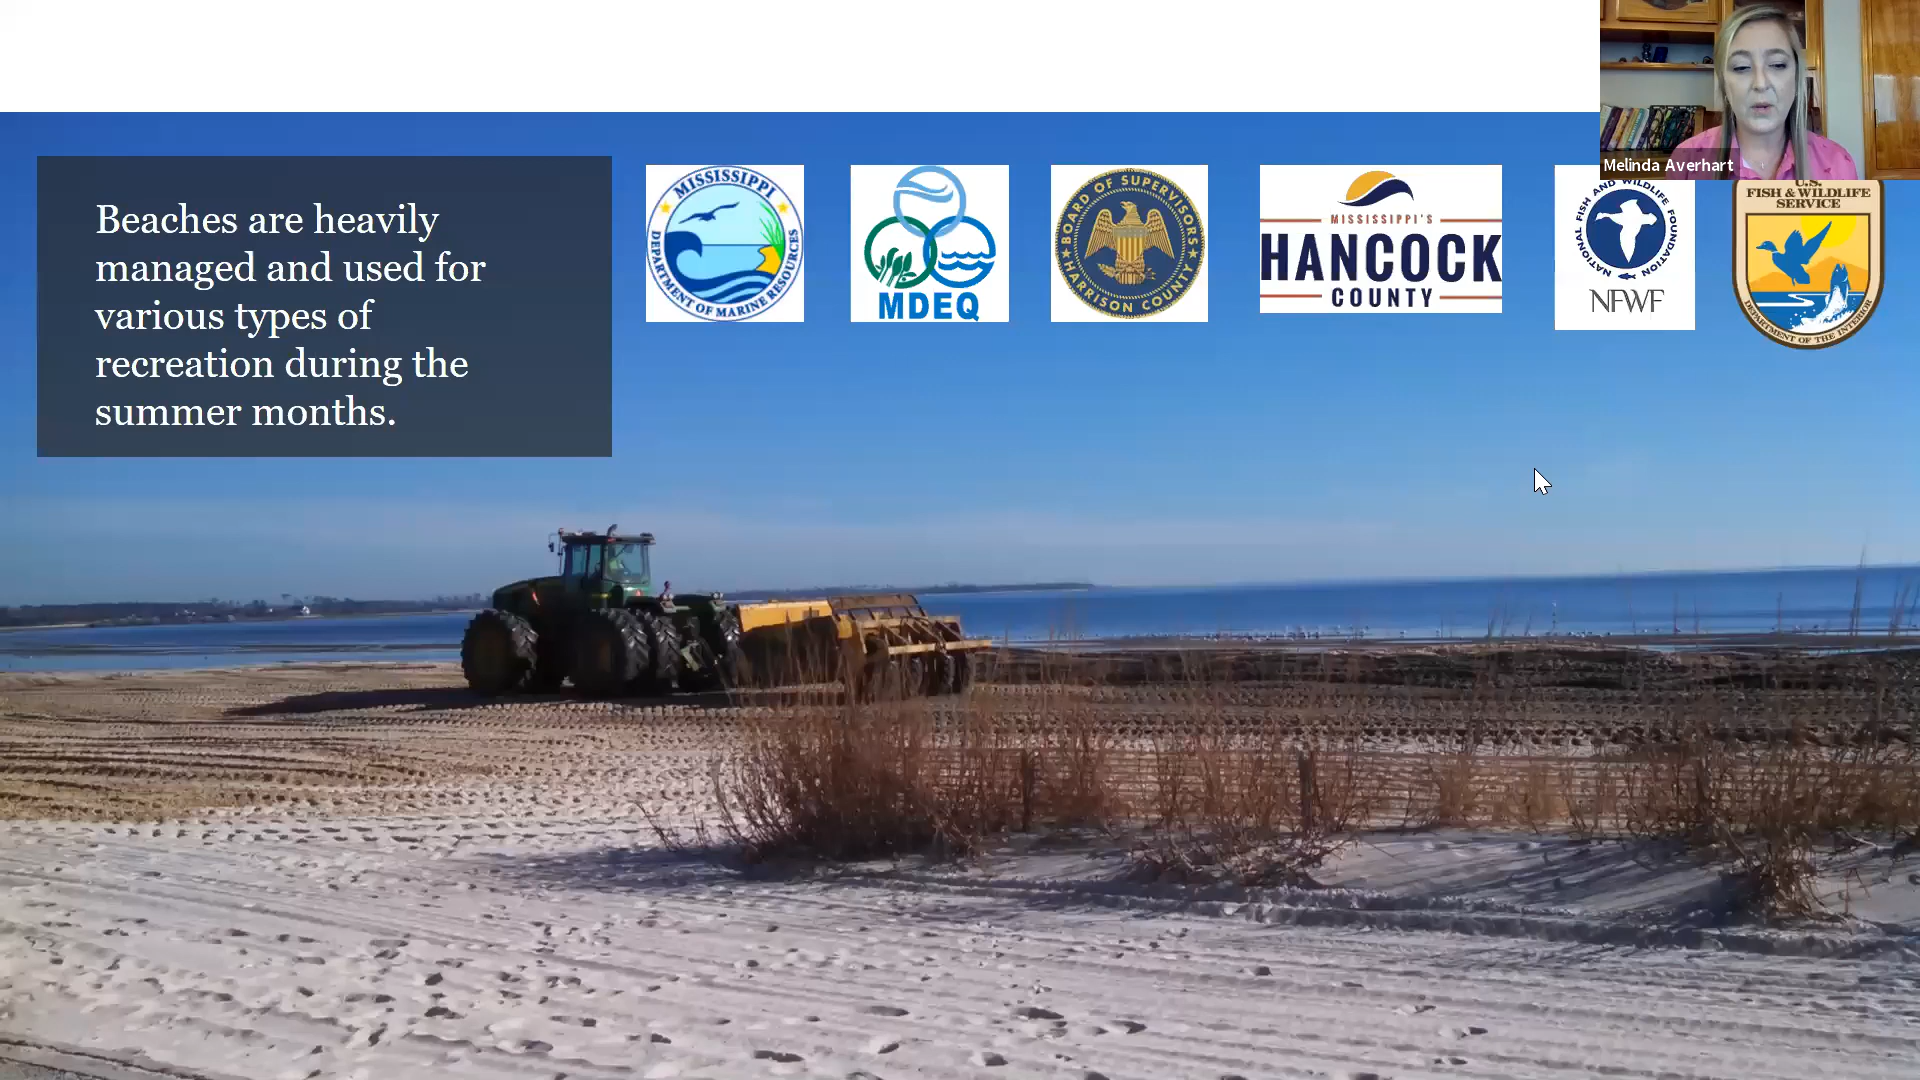 Beaches are heavily
managed and used for
various types of
recreation during the
summer months.
MISSISSIPPI
DEPARTMENT OF MARINE RESOURCES
MDEQ
BOARD OF SUPERVISORS
HARRISON COUNTY
MISSISSIPPI'S
HANCOCK
COUNTY
NATIONAL FISH AND WILDLIFE FOUNDATION
NFWF
U.S.
FISH & WILDLIFE
SERVICE
DEPARTMENT OF THE INTERIOR
Melinda Averhart